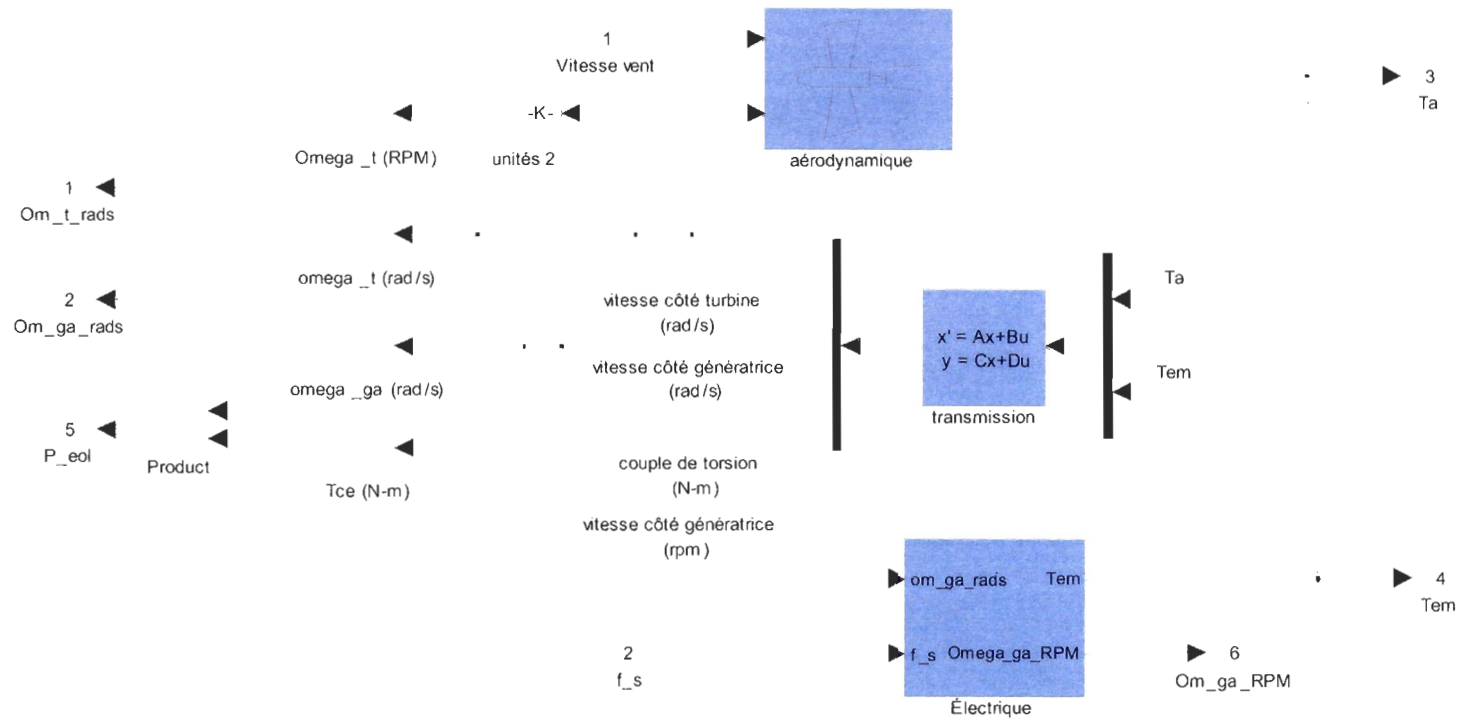 1
Vitesse vent
3
Ta
-K-
Omega _t (RPM)
unités 2
aérodynamique
1
Om _t_rads
omega _t (rad/s)
Ta
2
Om_ga_rads
vitesse côté turbine
(rad/s)
x' = Ax+Bu
y = Cx+Du
vitesse côté génératrice
(rad/s)
Tem
omega _ga (rad/s)
transmission
5
P_eol
Product
Tce (N-m)
couple de torsion
(N-m)
vitesse côté génératrice
(rpm)
om_ga_rads
Tem
4
Tem
2
f_s
f_s
Omega_ga_RPM
6
Om_ga_RPM
Électrique